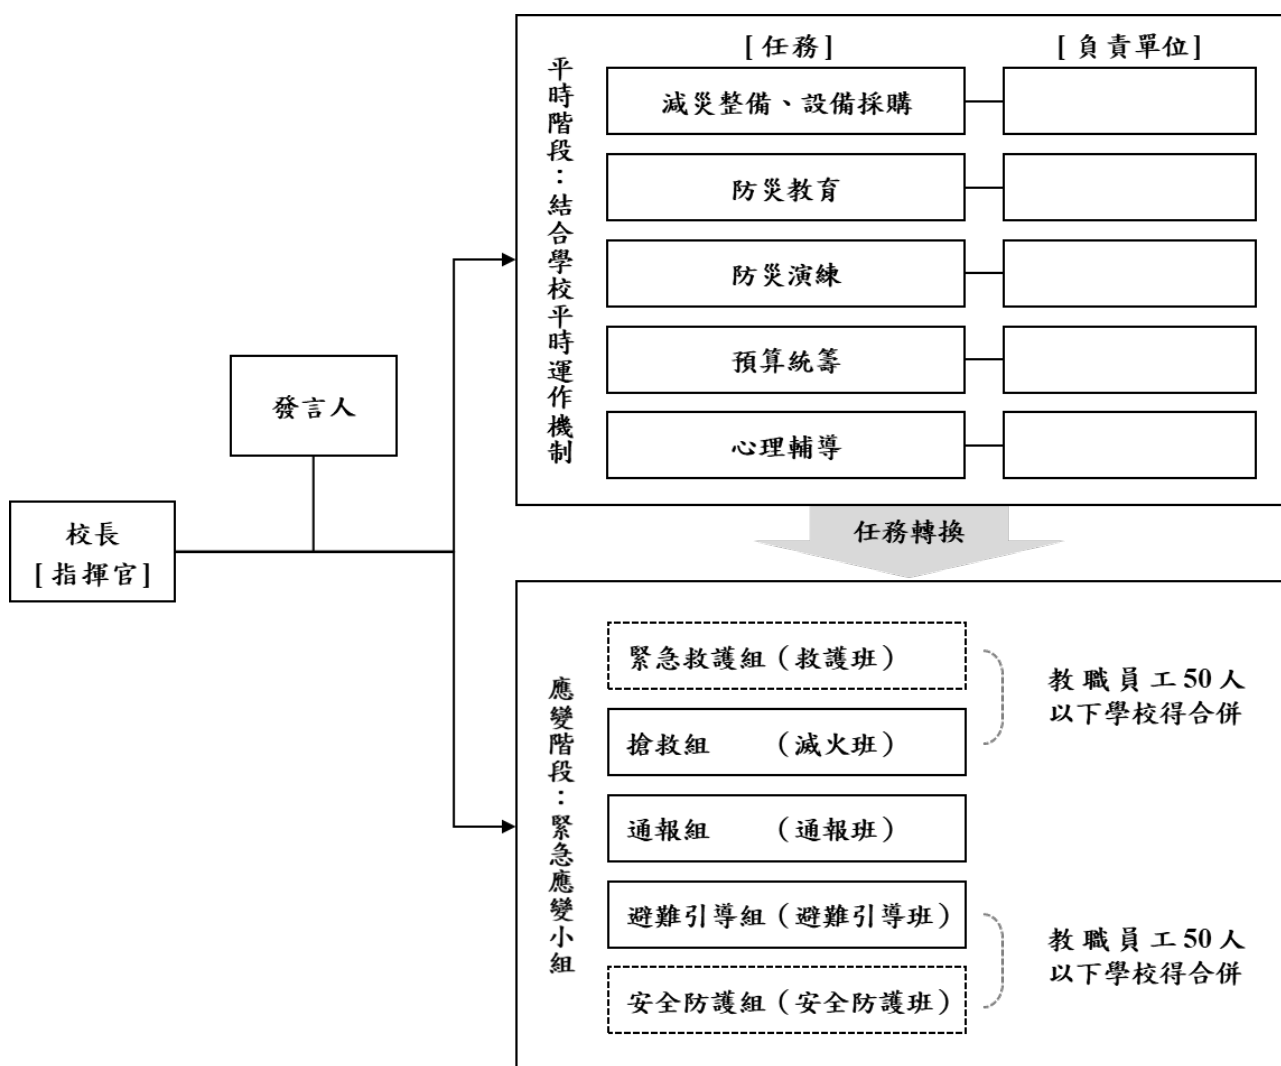 [任務]
[負責單位]
平時階段：結合學校平時運作機制
減災整備、設備採購
防災教育
防災演練
預算統籌
心理輔導
發言人
校長
[指揮官]
任務轉換
應變階段：緊急應變小組
緊急救護組（救護班）
搶救組　　（滅火班）
教職員工50人
以下學校得合併
通報組　　（通報班）
避難引導組（避難引導班）
安全防護組（安全防護班）
教職員工50人
以下學校得合併